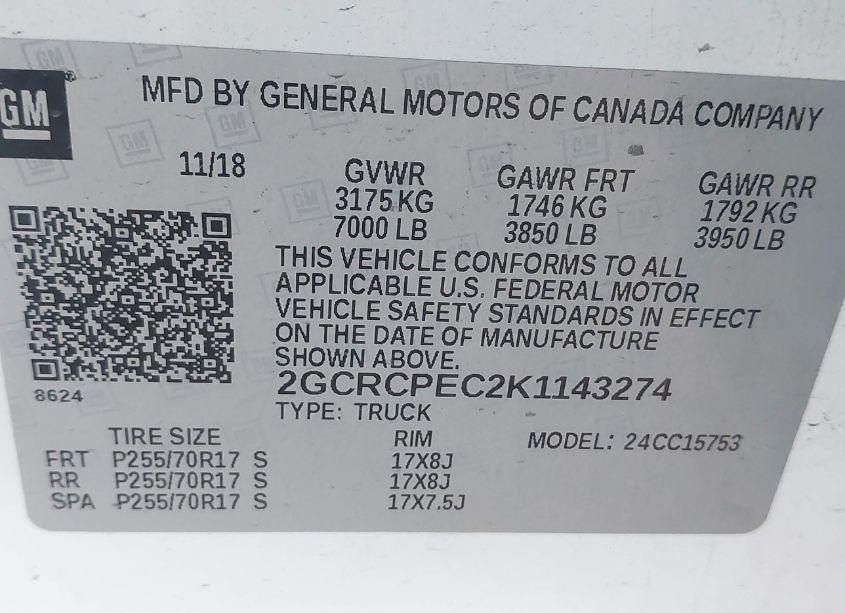 GM
MFD BY GENERAL MOTORS OF CANADA COMPANY
11/18
GVWR GAWR FRT GAWR RR
3175 KG 1746 KG 1792 KG
7000 LB 3850 LB 3950 LB
THIS VEHICLE CONFORMS TO ALL
APPLICABLE U.S. FEDERAL MOTOR
VEHICLE SAFETY STANDARDS IN EFFECT
ON THE DATE OF MANUFACTURE
SHOWN ABOVE.
2GCRCPEC2K1143274
8624
TYPE: TRUCK
TIRE SIZE RIM MODEL: 24CC15753
FRT P255/70R17 S 17X8J
RR P255/70R17 S 17X8J
SPA P255/70R17 S 17X7.5J